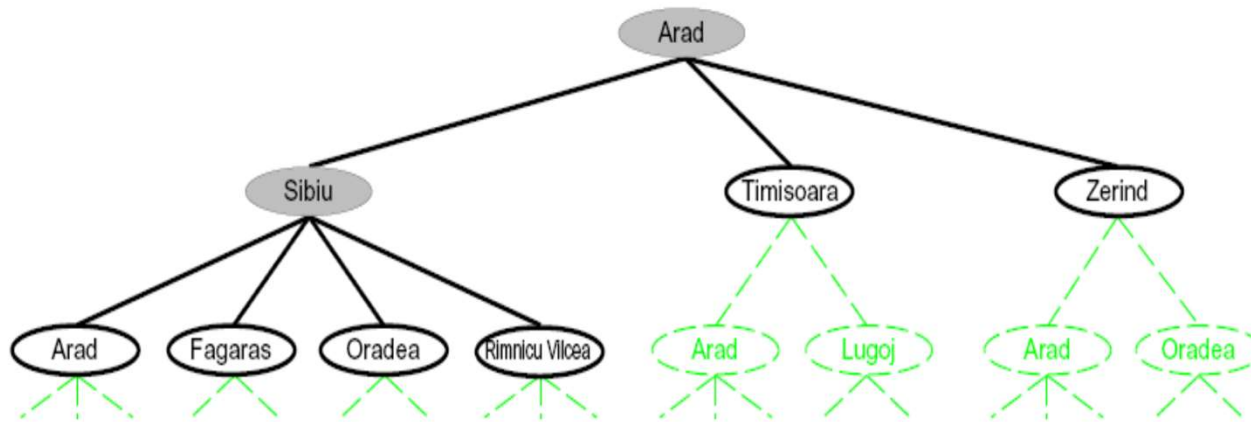 Arad
Sibiu
Timisoara
Zerind
Arad
Fagaras
Oradea
Rimnicu Vilcea
Arad
Lugoj
Arad
Oradea